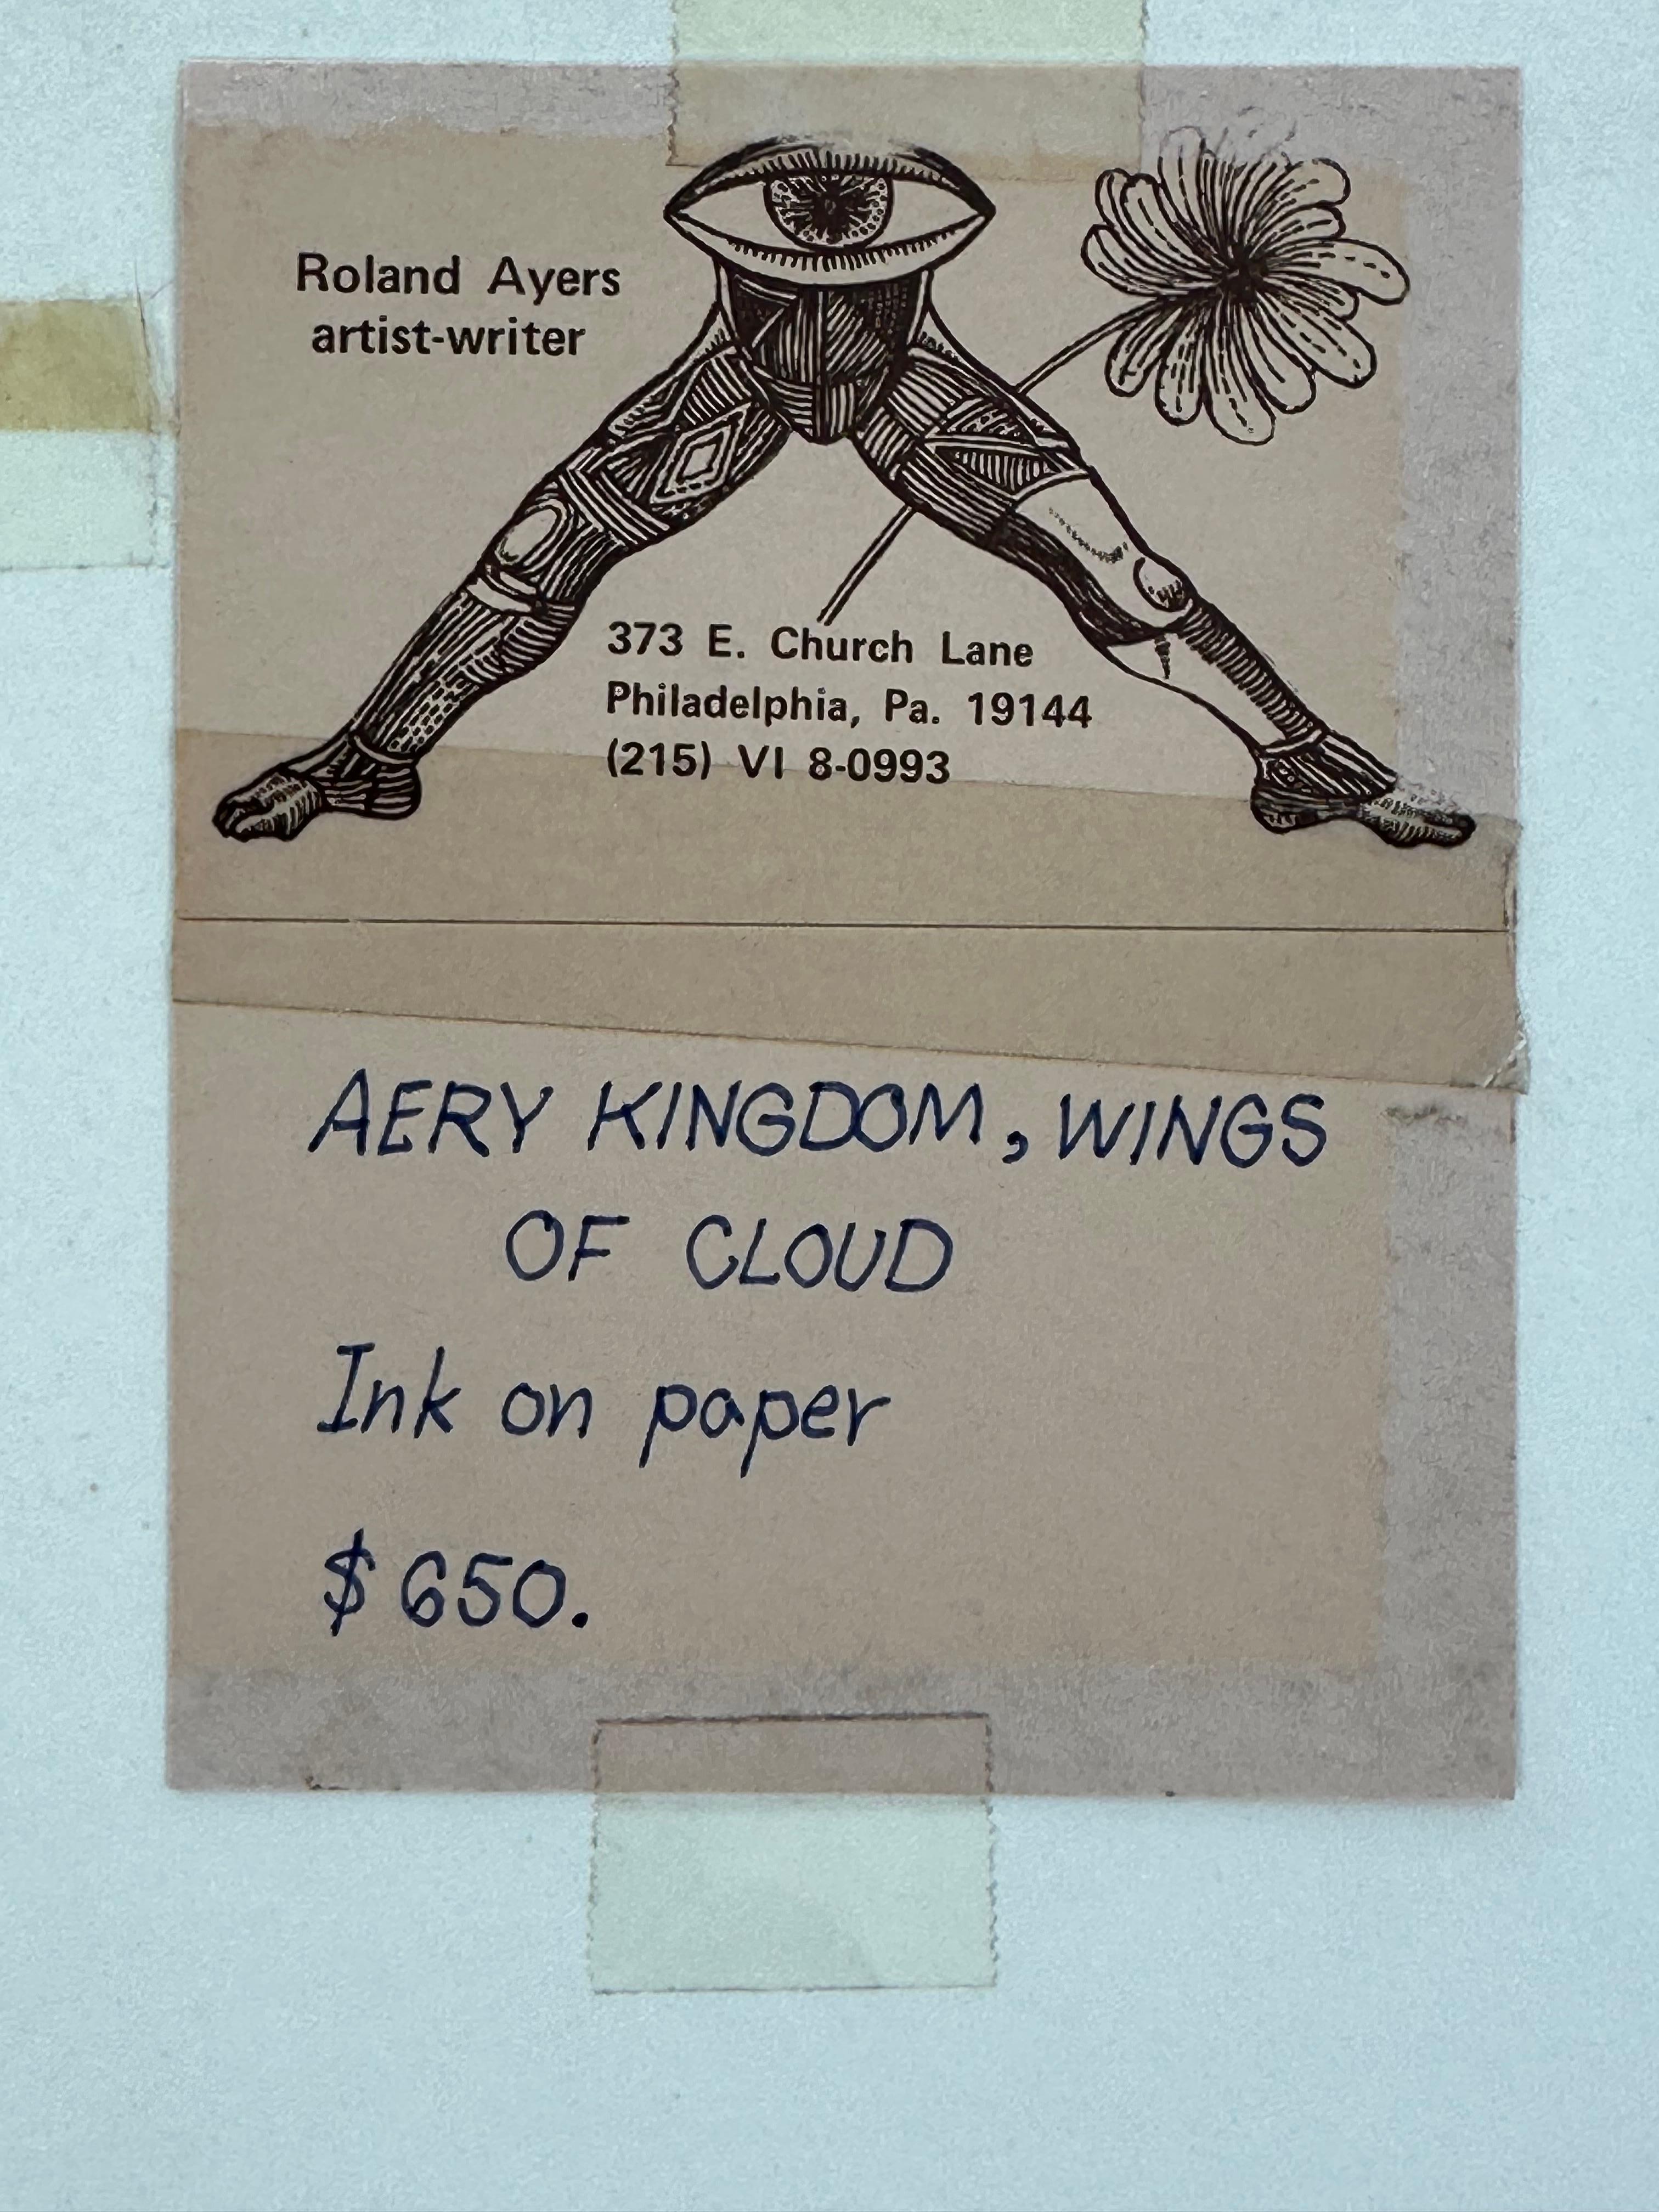 Roland Ayers
artist-writer
373 E. Church Lane
Philadelphia, Pa. 19144
(215) VI 8-0993
AERY KINGDOM, WINGS
OF CLOUD
Ink on paper
$650.